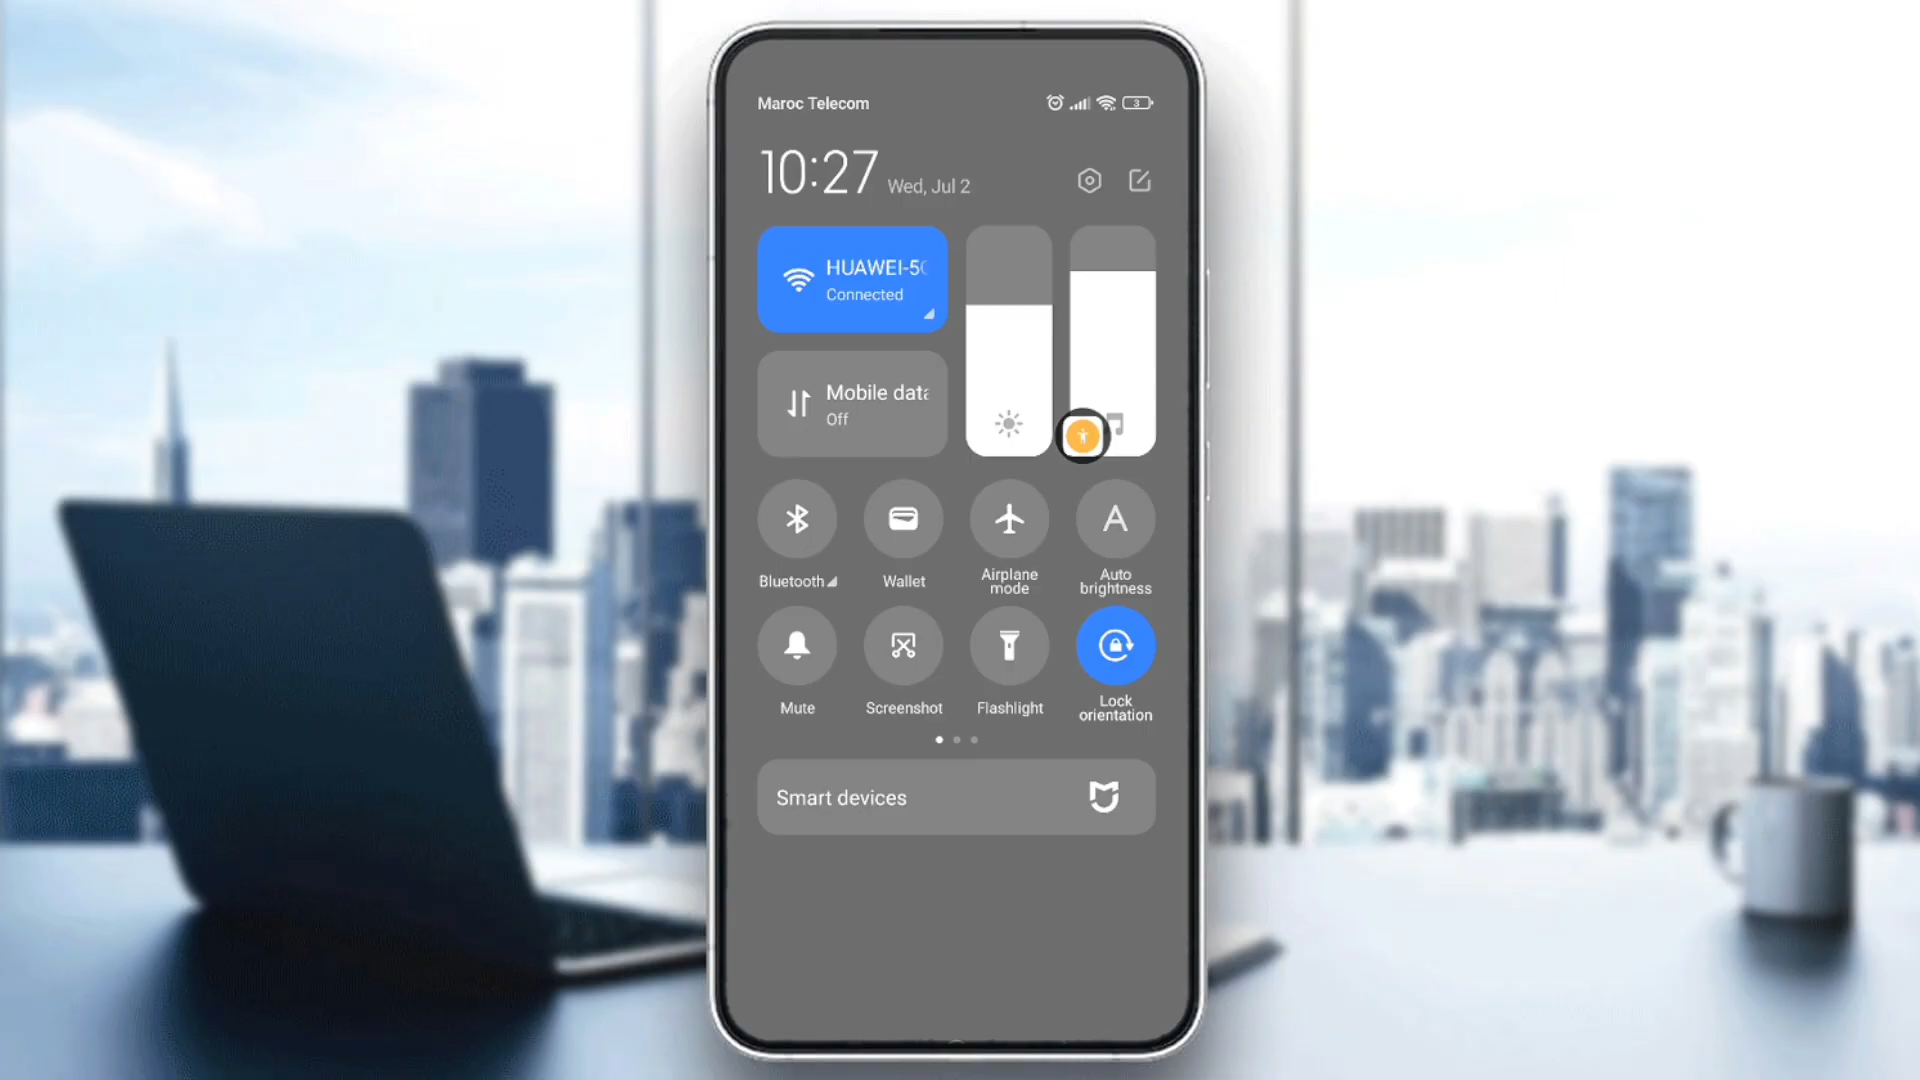 Maroc Telecom
3
10:27 Wed, Jul 2
HUAWEI-5
Connected
Mobile data
Off
Bluetooth
Wallet
Airplane
mode
A
Auto
brightness
Mute
Screenshot
Flashlight
Lock
orientation
Smart devices